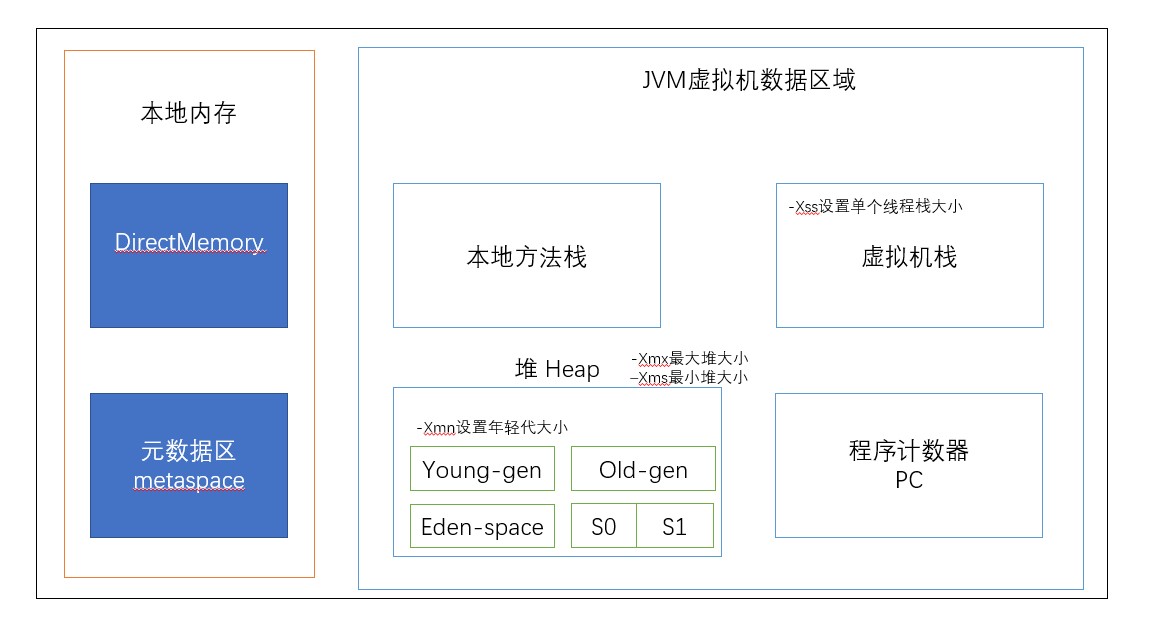 JVM虚拟机数据区域
本地内存
DirectMemory
元数据区
metaspace
本地方法栈
-Xss设置单个线程栈大小
虚拟机栈
堆 Heap
-Xmx最大堆大小
–Xms最小堆大小
-Xmn设置年轻代大小
Young-gen
Old-gen
Eden-space
S0
S1
程序计数器
PC